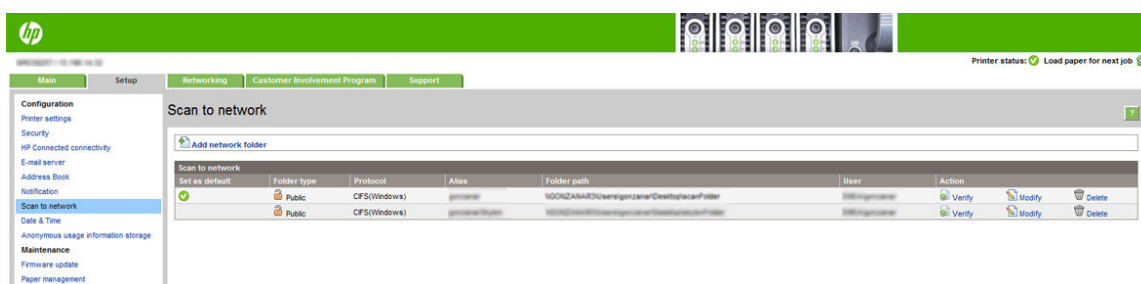 hp
Printer status: Load paper for next job
Main Setup Networking Customer Involvement Program Support
Configuration
Printer settings
Security
HP Connected connectivity
E-mail server
Address Book
Notification
Scan to network
Date & Time
Anonymous usage information storage
Maintenance
Firmware update
Paper management
Scan to network
?
Add network folder
Scan to network
Set as default Folder type Protocol Alias Folder path User Action
Public CIFS(Windows) Verify Modify Delete
Public CIFS(Windows) Verify Modify Delete